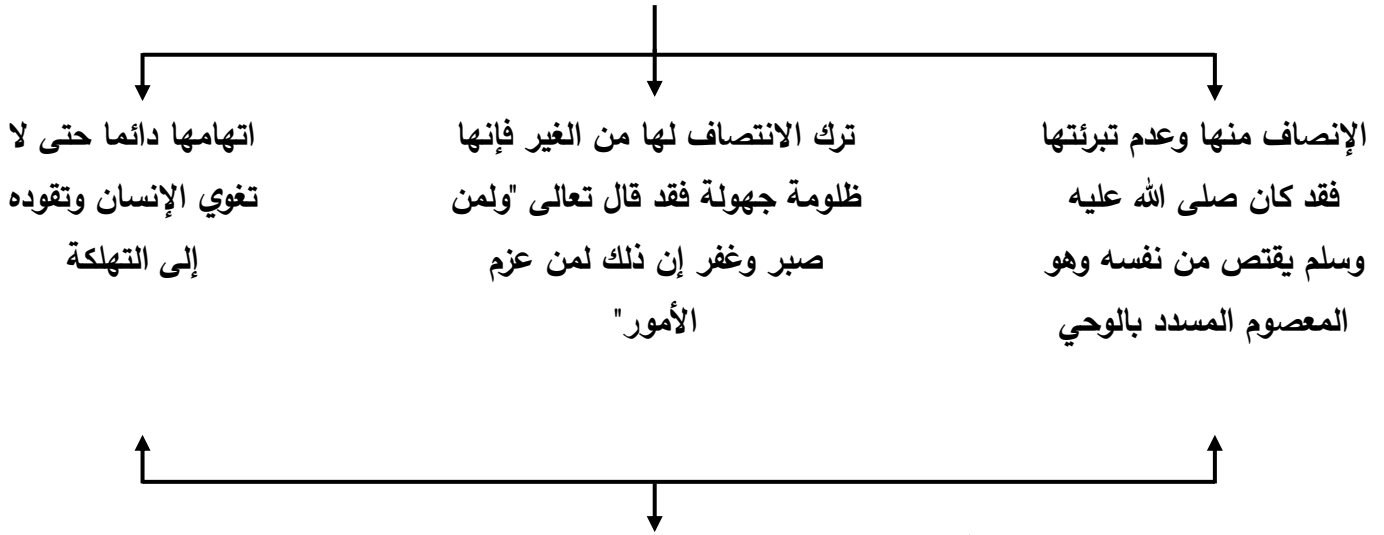 الإنصاف منها وعدم تبرئتها
فقد كان صلى الله عليه
وسلم يقتص من نفسه وهو
المعصوم المسدد بالوحي
ترك الانتصاف لها من الغير فإنها
ظلومة جهولة فقد قال تعالى "ولمن
صبر وغفر إن ذلك لمن عزم
الأمور"
اتهامها دائما حتى لا
تغوي الإنسان وتقوده
إلى التهلكة